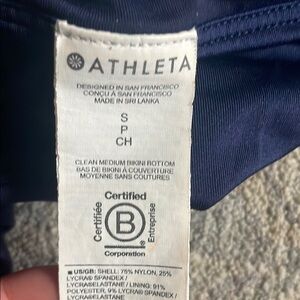 ATHLETA
DESIGNED IN SAN FRANCISCO
CONÇU À SAN FRANCISCO
MADE IN SRI LANKA
S
P
CH
CLEAN MEDIUM BIKINI BOTTOM
BAS DE BIKINI À COUVERTURE
MOYENNE SANS COUTURES
Certified
Certifiée
B
Entreprise
Corporation
US/GB: SHELL: 75% NYLON, 25%
LYCRA® SPANDEX /
LYCRA®ELASTANE / LINING: 91%
POLYESTER, 9% LYCRA® SPANDEX /
LYCRA®ELASTANE